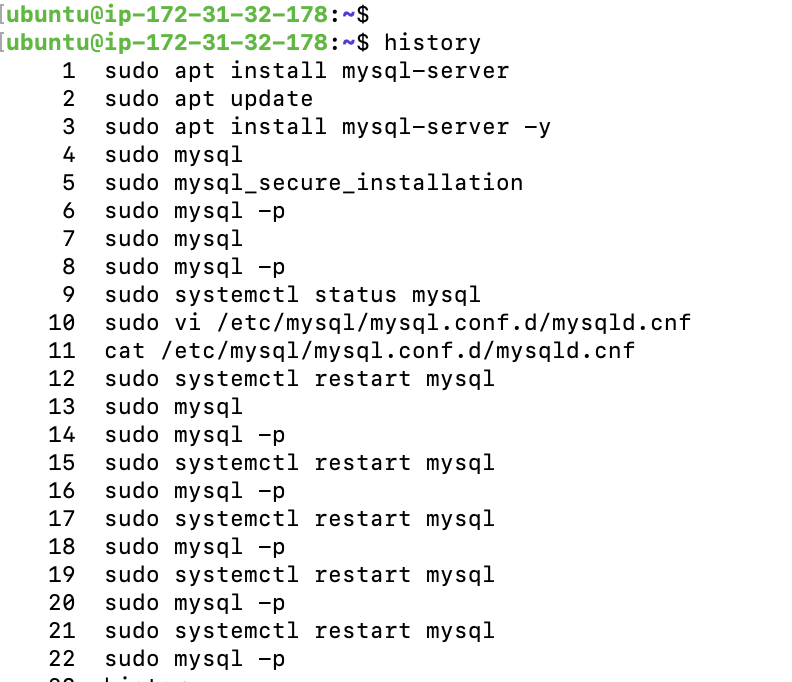 [ubuntu@ip-172-31-32-178:~$
[ubuntu@ip-172-31-32-178:~$ history
1 sudo apt install mysql-server
2 sudo apt update
3 sudo apt install mysql-server -y
4 sudo mysql
5 sudo mysql_secure_installation
6 sudo mysql -p
7 sudo mysql
8 sudo mysql -p
9 sudo systemctl status mysql
10 sudo vi /etc/mysql/mysql.conf.d/mysqld.cnf
11 cat /etc/mysql/mysql.conf.d/mysqld.cnf
12 sudo systemctl restart mysql
13 sudo mysql
14 sudo mysql -p
15 sudo systemctl restart mysql
16 sudo mysql -p
17 sudo systemctl restart mysql
18 sudo mysql -p
19 sudo systemctl restart mysql
20 sudo mysql -p
21 sudo systemctl restart mysql
22 sudo mysql -p